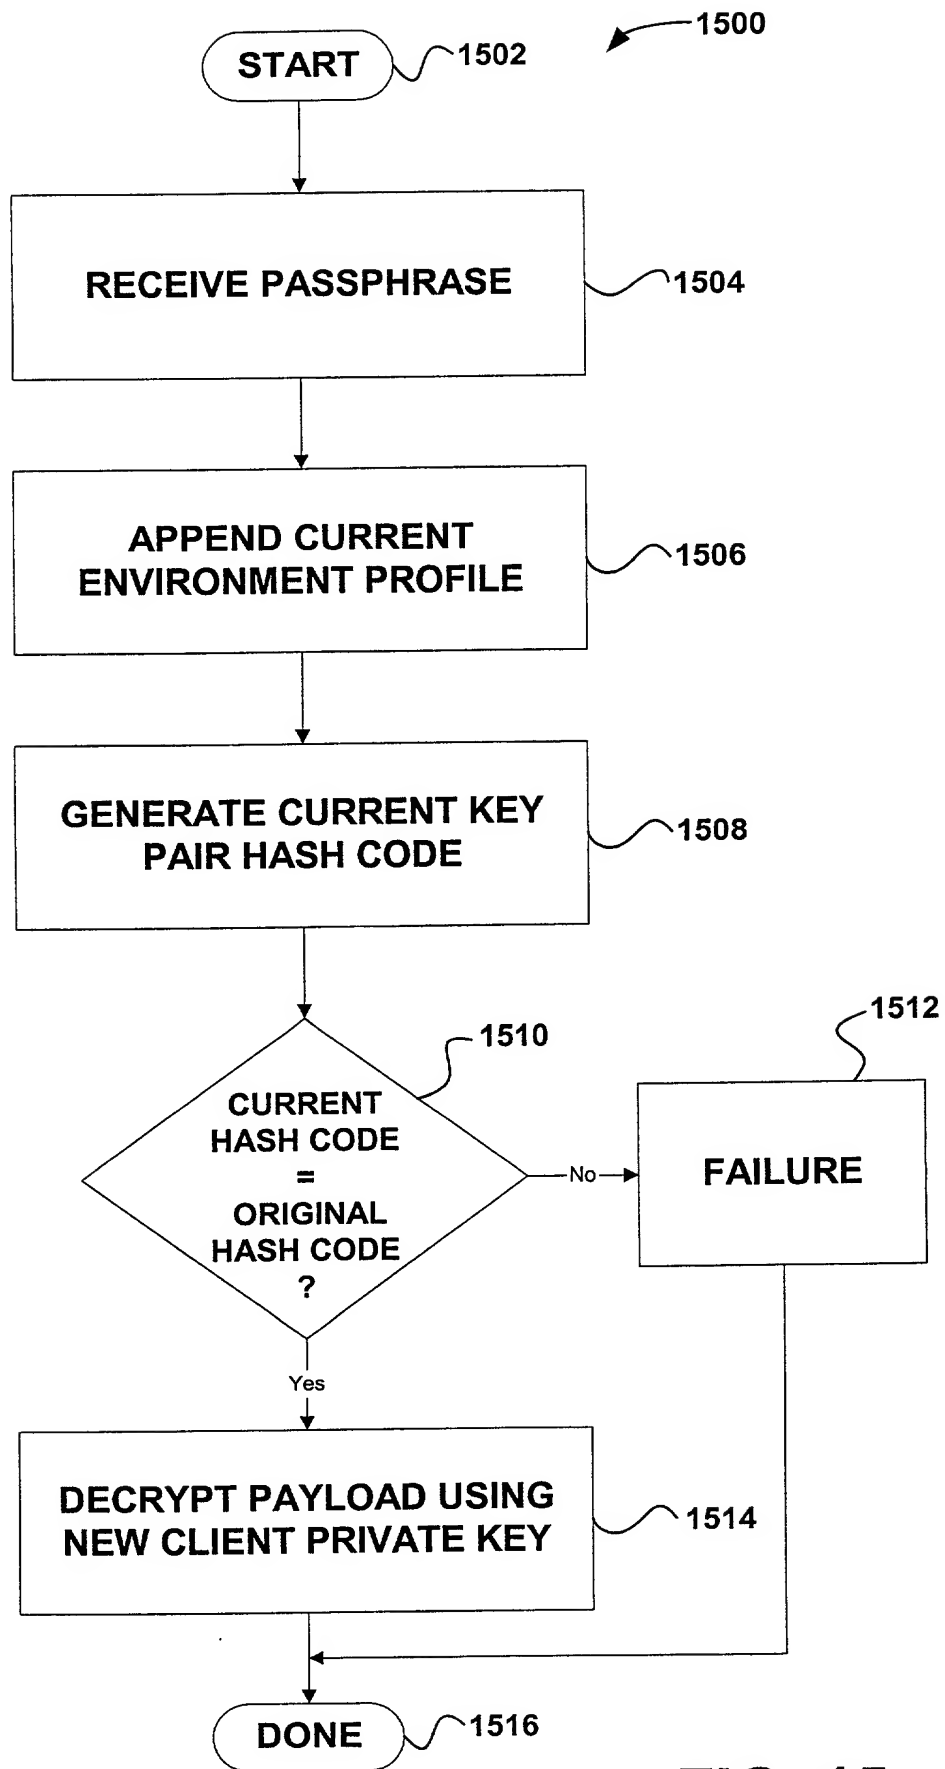 1500
START
1502
RECEIVE PASSPHRASE
1504
APPEND CURRENT
ENVIRONMENT PROFILE
1506
GENERATE CURRENT KEY
PAIR HASH CODE
1508
1510
CURRENT
HASH CODE
=
ORIGINAL
HASH CODE
?
No
1512
FAILURE
Yes
DECRYPT PAYLOAD USING
NEW CLIENT PRIVATE KEY
1514
DONE
1516